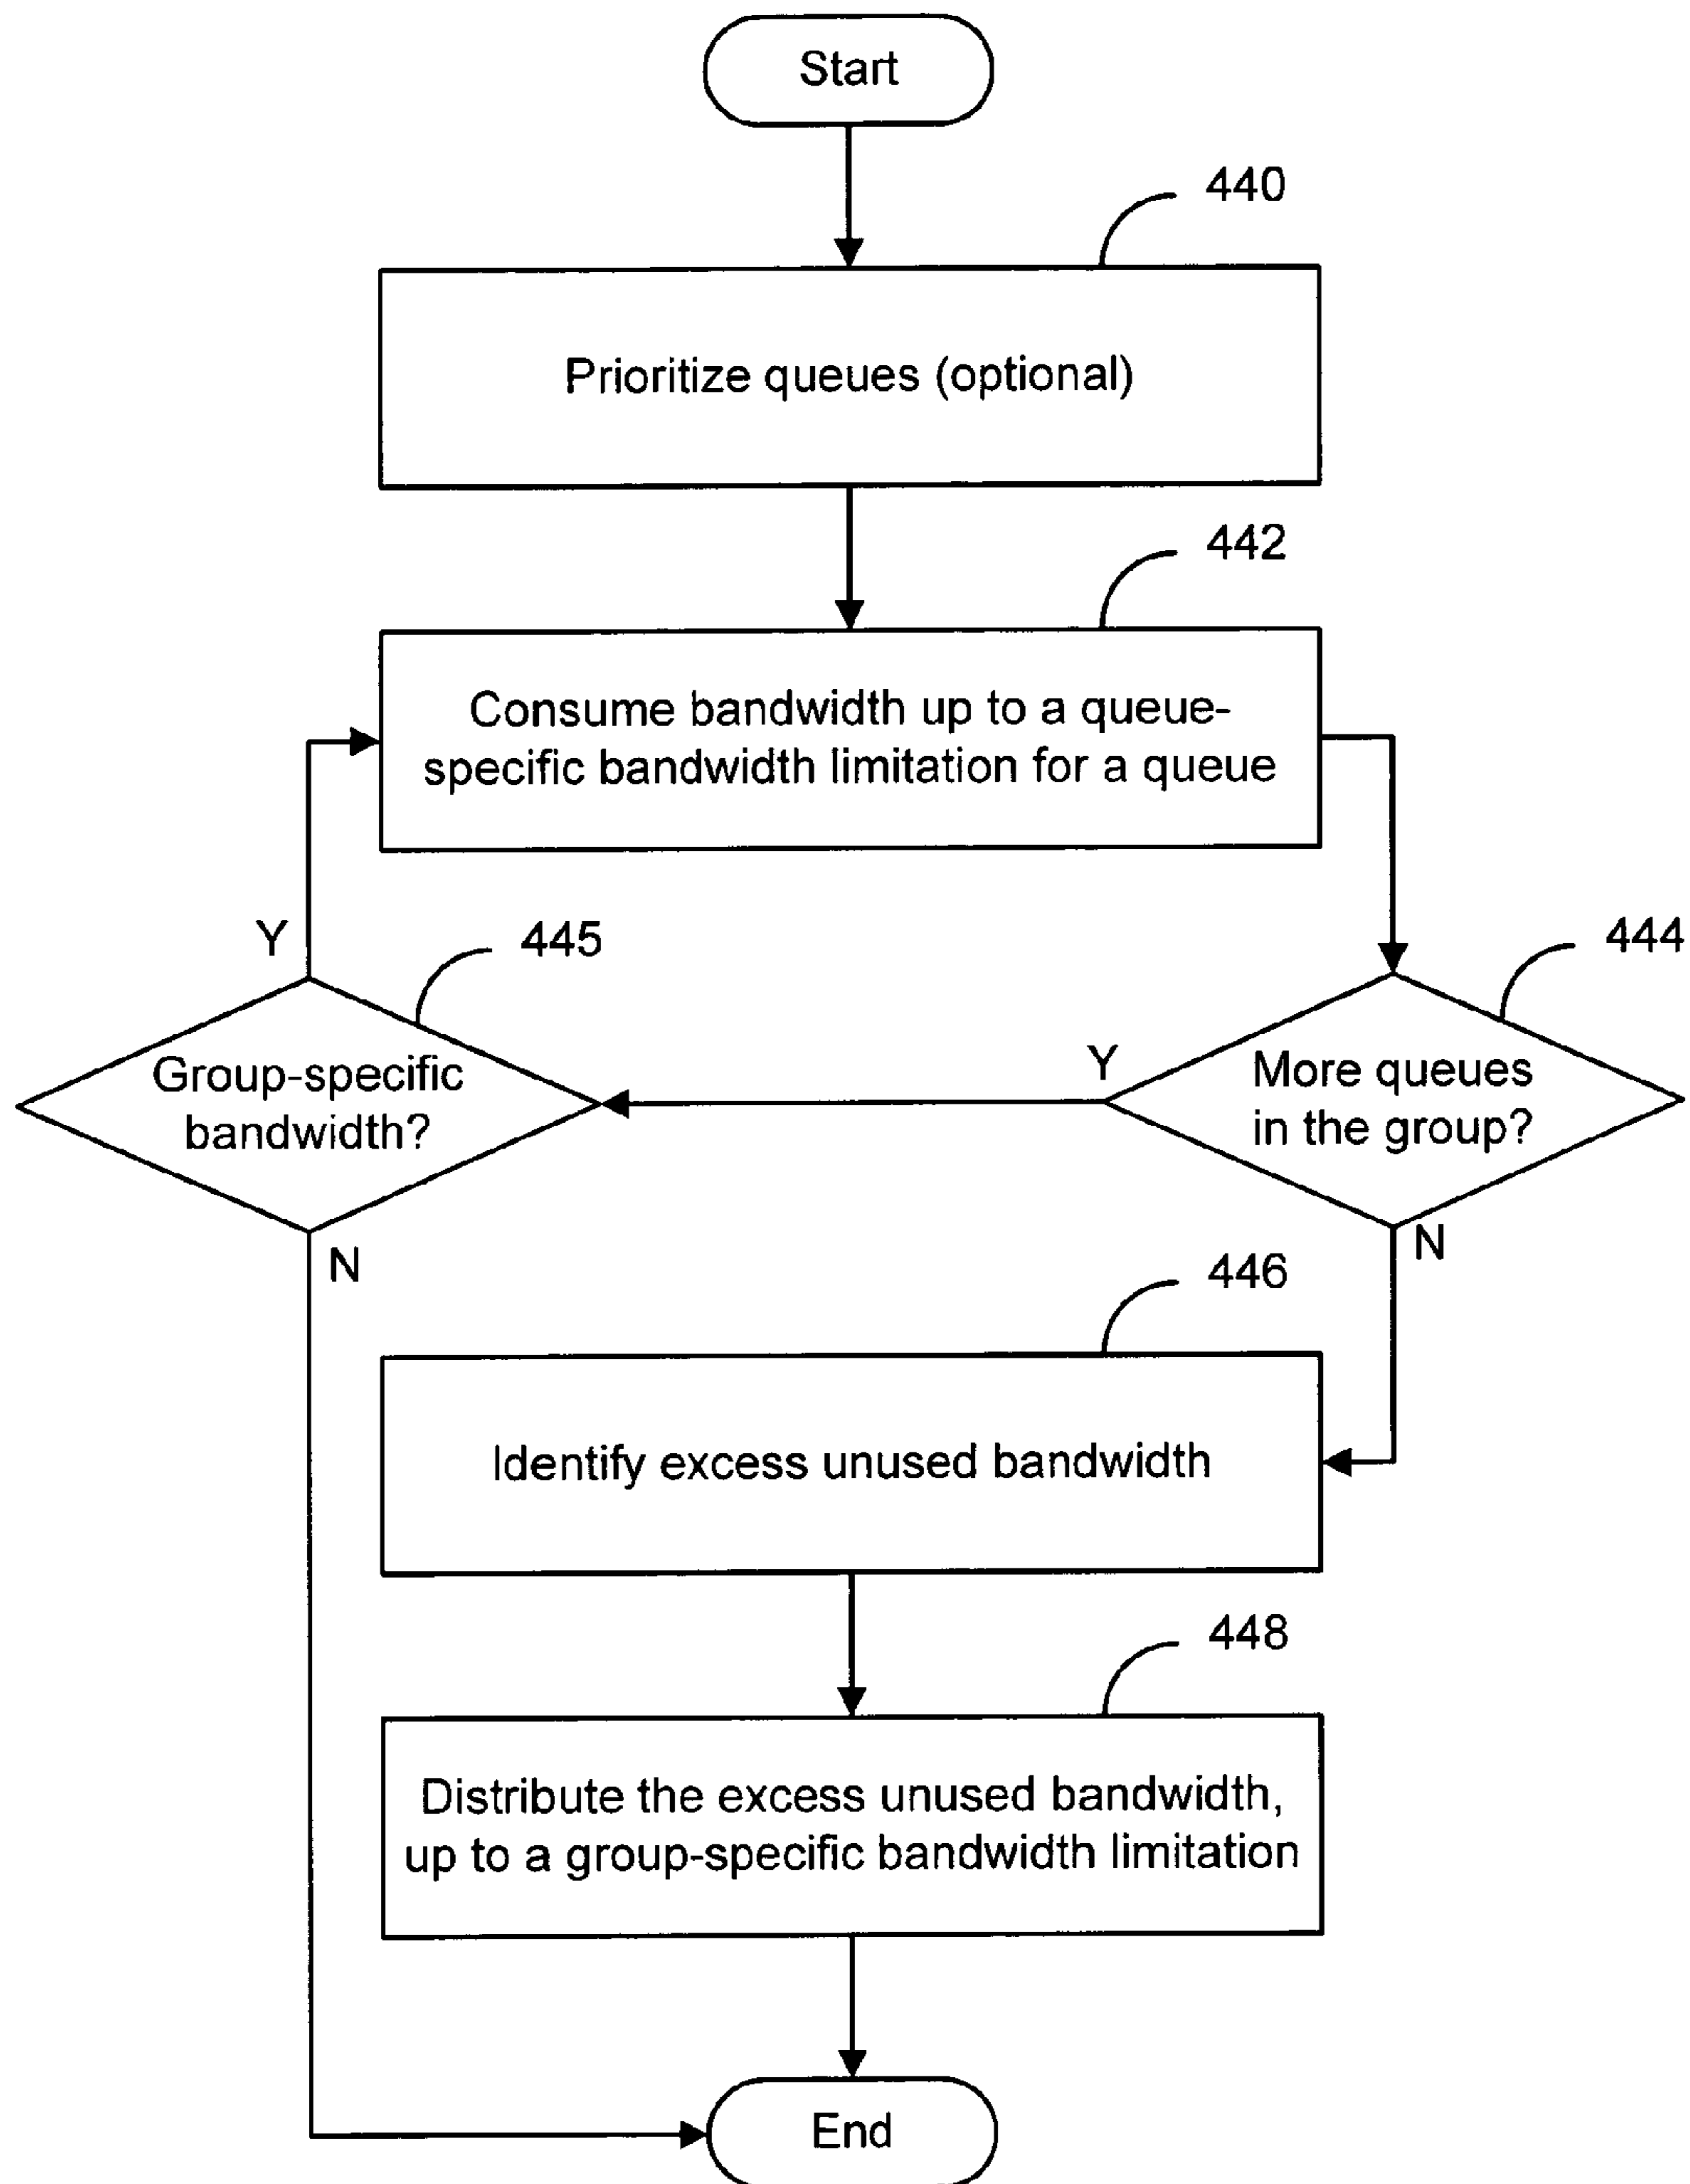 Start
440
Prioritize queues (optional)
442
Consume bandwidth up to a queue-
specific bandwidth limitation for a queue
Y
445
444
Group-specific
bandwidth?
Y
More queues
in the group?
N
N
446
Identify excess unused bandwidth
448
Distribute the excess unused bandwidth,
up to a group-specific bandwidth limitation
End